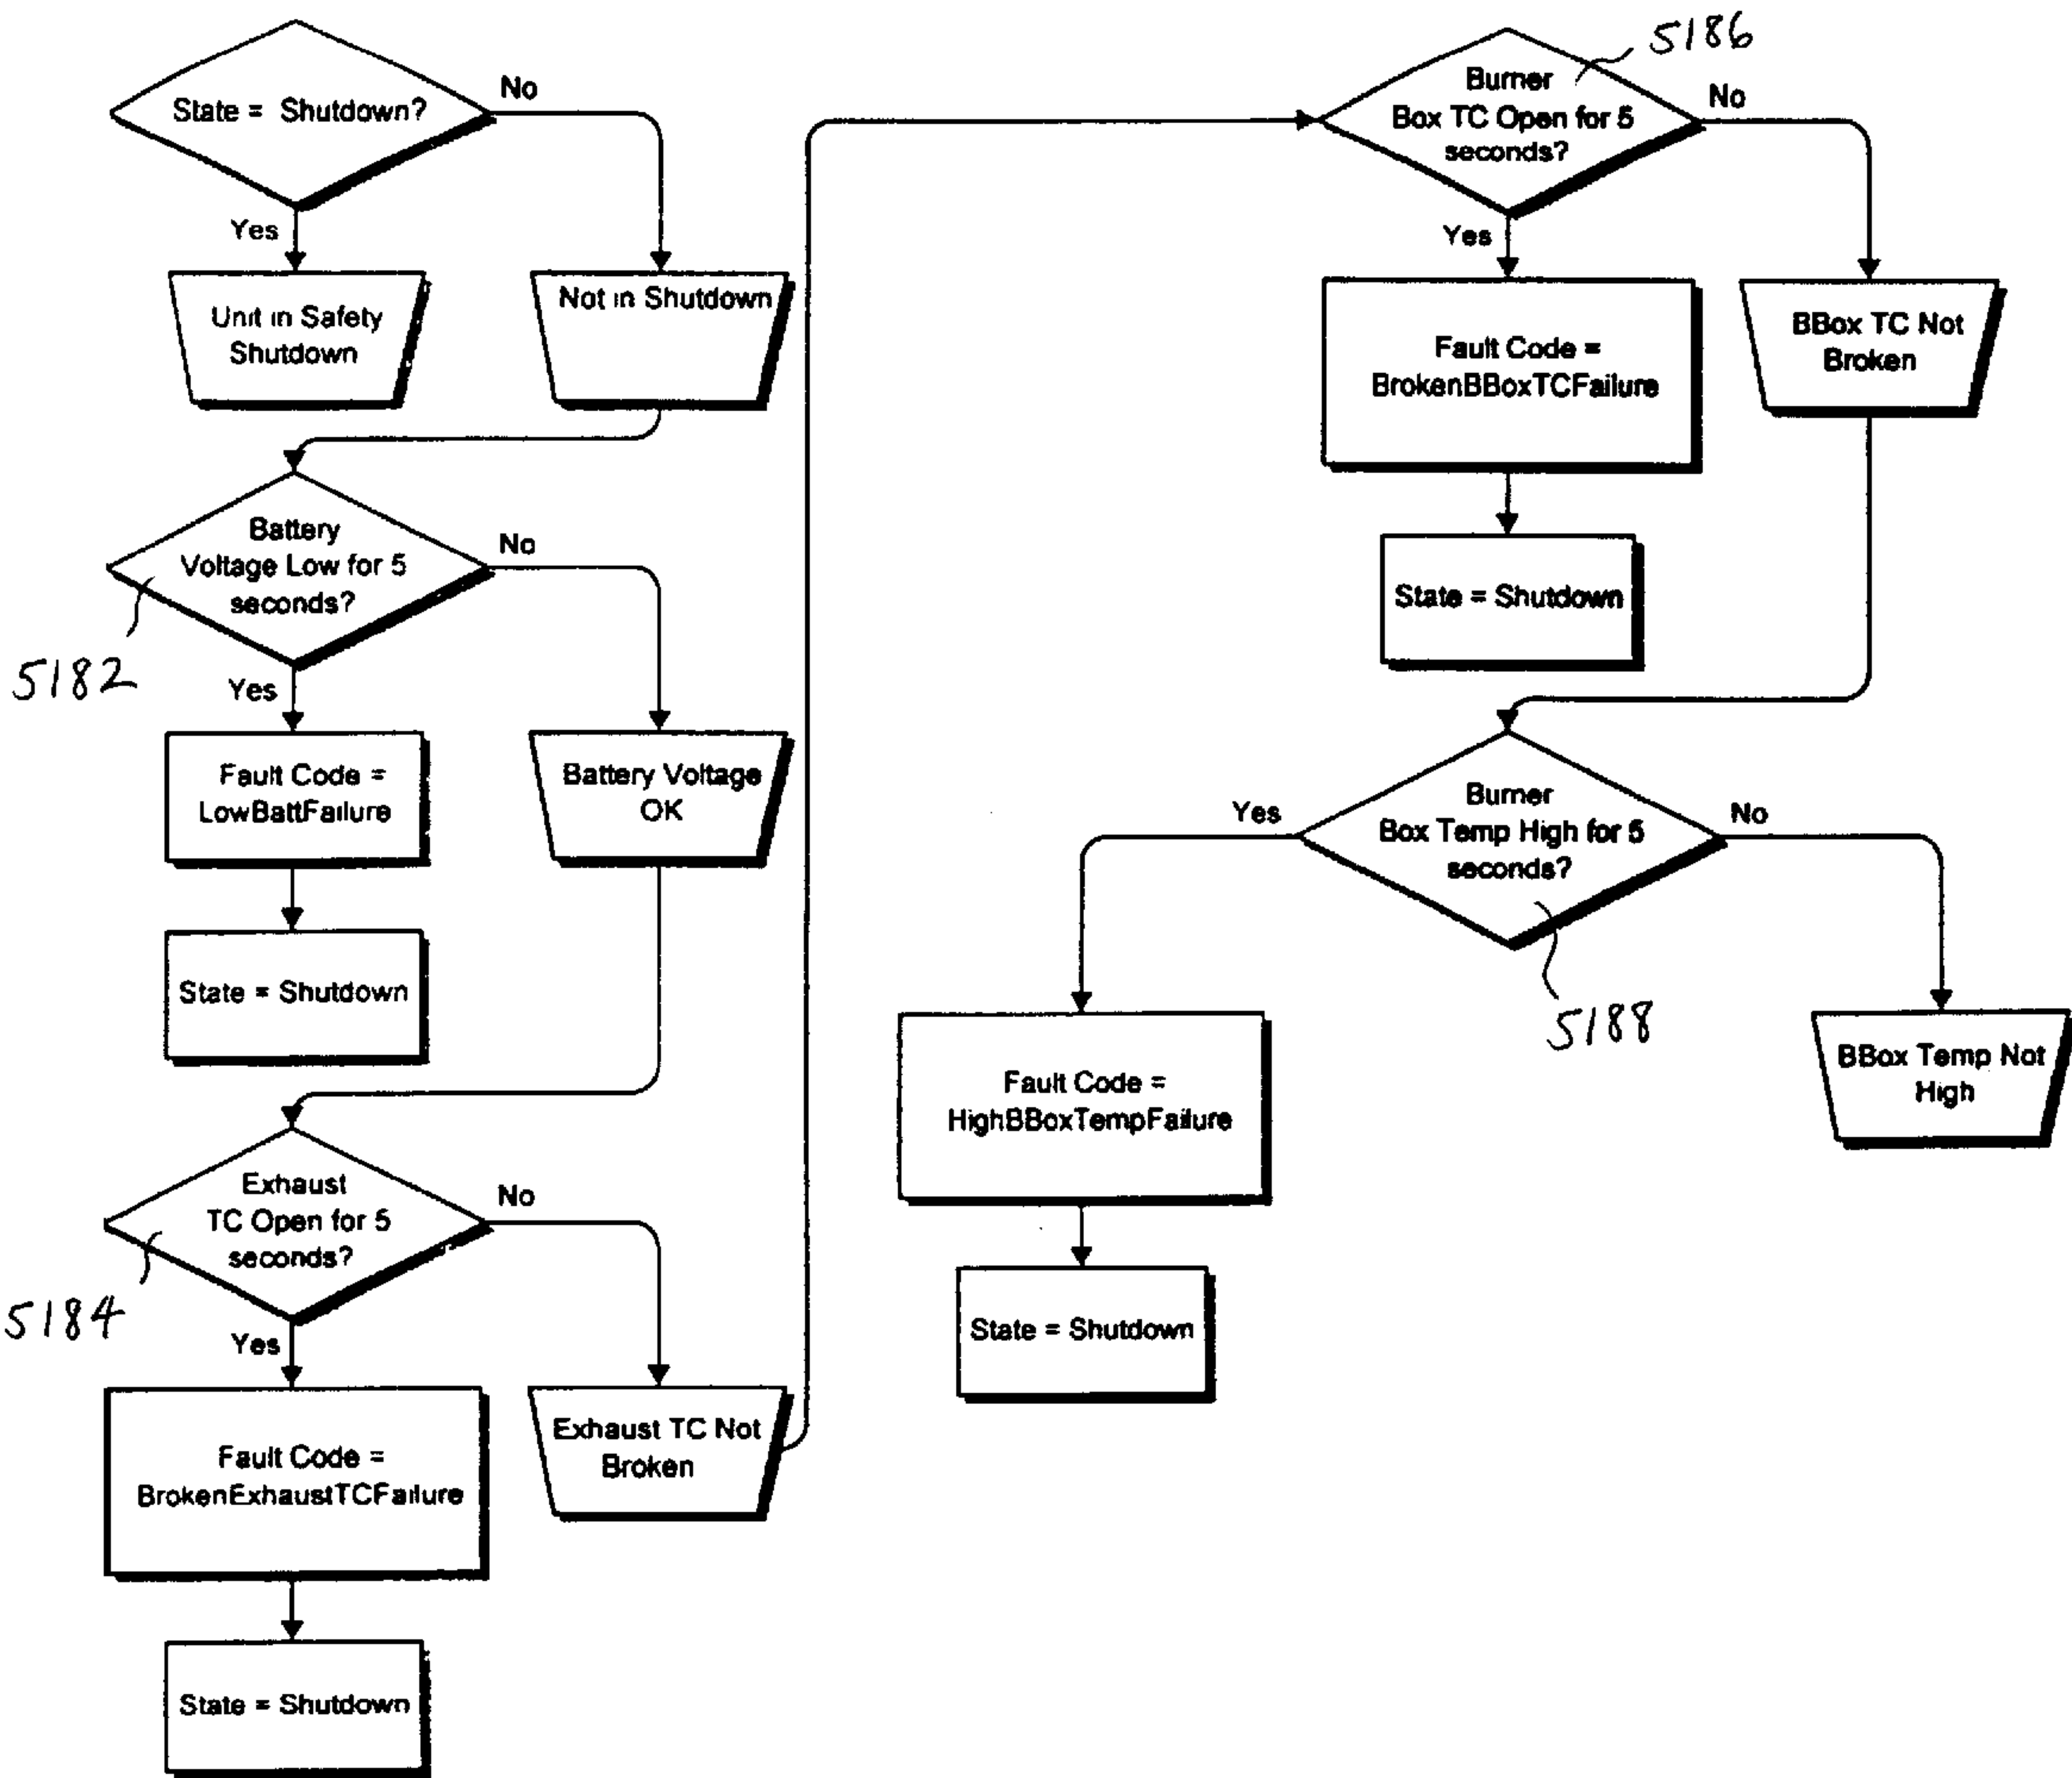 State = Shutdown?
No
Yes
Unit in Safety
Shutdown
Not in Shutdown
Battery
Voltage Low for 5
seconds?
No
5182
Yes
Fault Code =
LowBattFailure
Battery Voltage
OK
State = Shutdown
Exhaust
TC Open for 5
seconds?
No
5184
Yes
Fault Code =
BrokenExhaustTCFailure
Exhaust TC Not
Broken
State = Shutdown
5186
Burner
Box TC Open for 5
seconds?
No
Yes
Fault Code =
BrokenBBoxTCFailure
BBox TC Not
Broken
State = Shutdown
Burner
Box Temp High for 5
seconds?
Yes
No
5188
Fault Code =
HighBBoxTempFailure
BBox Temp Not
High
State = Shutdown